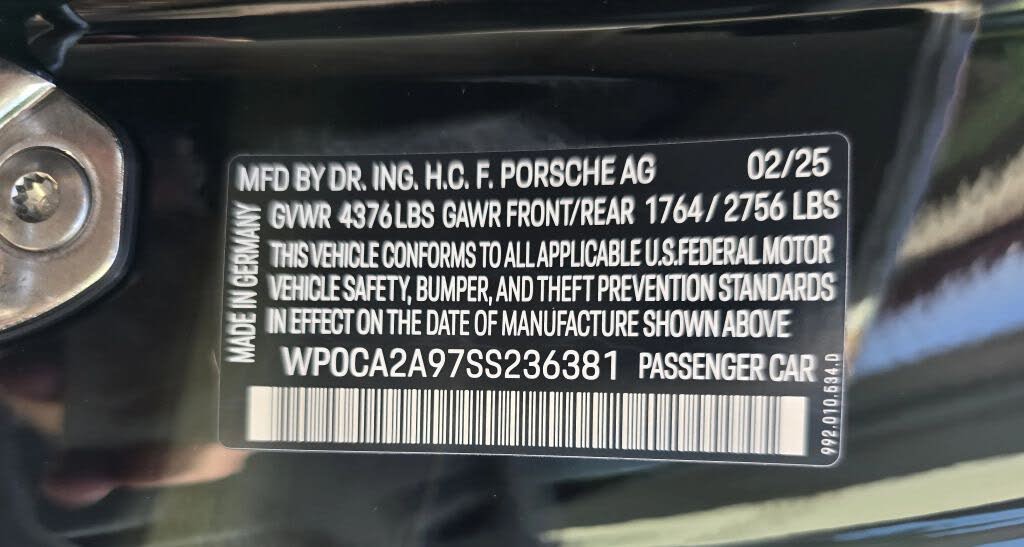 MFD BY DR. ING. H.C. F. PORSCHE AG 02/25
GVWR 4376 LBS GAWR FRONT/REAR 1764 / 2756 LBS
THIS VEHICLE CONFORMS TO ALL APPLICABLE U.S. FEDERAL MOTOR
VEHICLE SAFETY, BUMPER, AND THEFT PREVENTION STANDARDS
IN EFFECT ON THE DATE OF MANUFACTURE SHOWN ABOVE
WP0CA2A97SS236381 PASSENGER CAR
MADE IN GERMANY
992.010.534.D